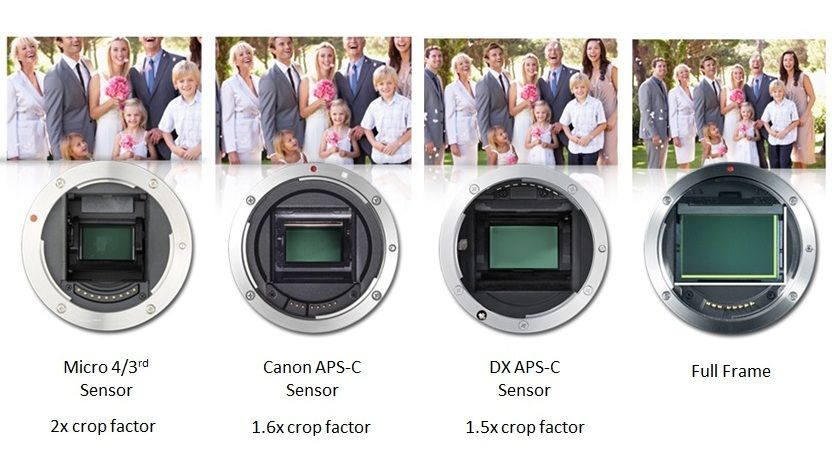 Micro 4/3rd
Sensor
2x crop factor
Canon APS-C
Sensor
1.6x crop factor
DX APS-C
Sensor
1.5x crop factor
Full Frame